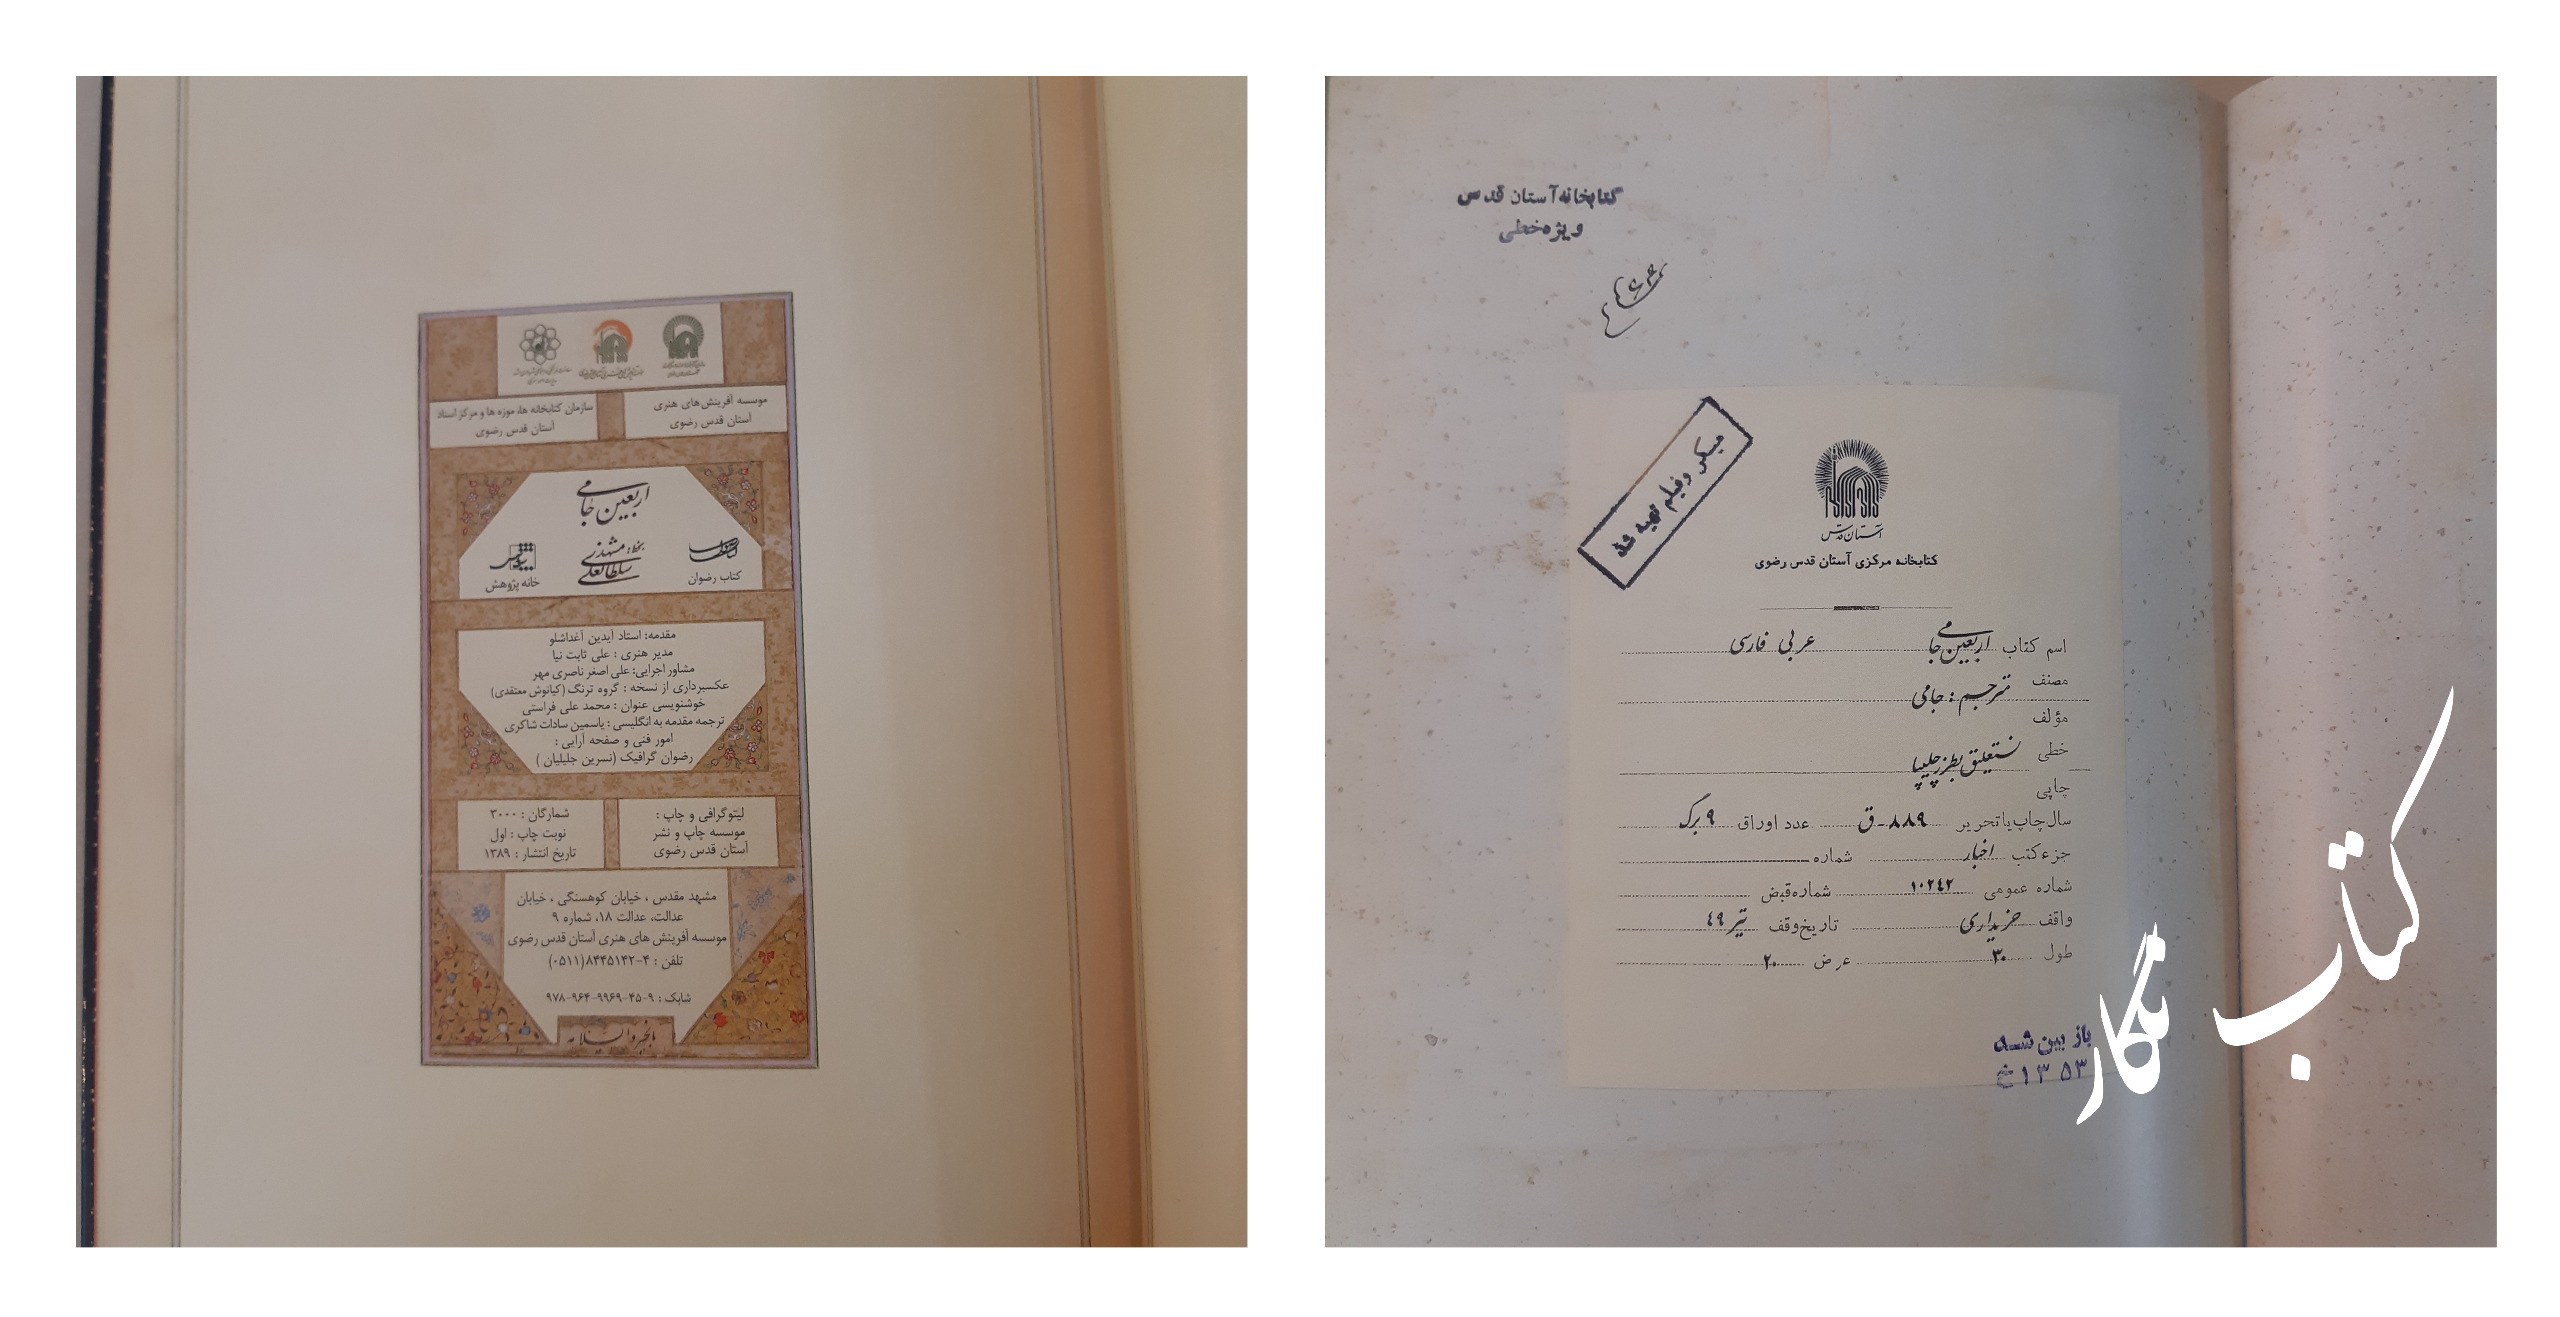 موسسه آفرینش‌های هنری
آستان قدس رضوی
سازمان کتابخانه ها، موزه ها و مرکز اسناد
آستان قدس رضوی
اربعین جامی
بخط: سلطانعلی مشهدی
کتاب رضوان
خانه پژوهش
مقدمه: استاد آیدین آغداشلو
مدیر هنری : علی ثابت نیا
مشاور اجرایی: علی اصغر ناصری مهر
عکسبرداری از نسخه : گروه ترنگ (کیانوش معتقدی)
خوشنویسی عنوان : محمد علی فراستی
ترجمه مقدمه به انگلیسی : یاسمین سادات شاکری
امور فنی و صفحه آرایی :
رضوان گرافیک (نسرین جلیلیان )
لیتوگرافی و چاپ :
موسسه چاپ و نشر
آستان قدس رضوی
شمارگان : ۳۰۰۰
نوبت چاپ : اول
تاریخ انتشار : ۱۳۸۹
مشهد مقدس ، خیابان کوهسنگی ، خیابان
عدالت، عدالت ۱۸، شماره ۹
موسسه آفرینش های هنری آستان قدس رضوی
تلفن : ۴-۸۴۴۵۱۴۲(۰۵۱۱)
شابک : ۹-۴۵-۹۹۶۹-۹۶۴-۹۷۸
کتابخانه آستان قدس
ویژه خطی
میکروفیلم تهیه شد
آستان قدس
کتابخانه مرکزی آستان قدس رضوی
اسم کتاب اربعین جامی عربی فارسی
مصنف مترجم : جامی
مؤلف
خطی نستعلیق بطرز چلیپا
چاپی
سال چاپ یا تحریر ۸۸۹ـ ق عدد اوراق ۹ برگ
جزء کتب اخبار شماره
شماره عمومی ۱۰۲۴۲ شماره قبض
واقف خریداری تاریخ وقف تیر ۴۹
طول ۳۰ عرض ۲۰
باز بین شد
۱۳۵۳
کتاب نگار